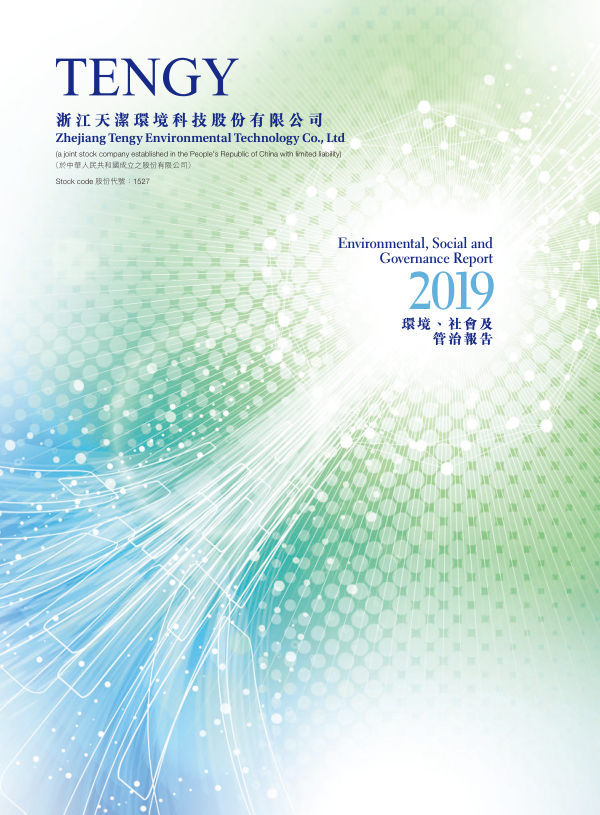 TENGY
浙江天潔環境科技股份有限公司
Zhejiang Tengy Environmental Technology Co., Ltd
(a joint stock company established in the People's Republic of China with limited liability)
（於中華人民共和國成立之股份有限公司）
Stock code 股份代號：1527
Environmental, Social and
Governance Report
2019
環境、社會及
管治報告